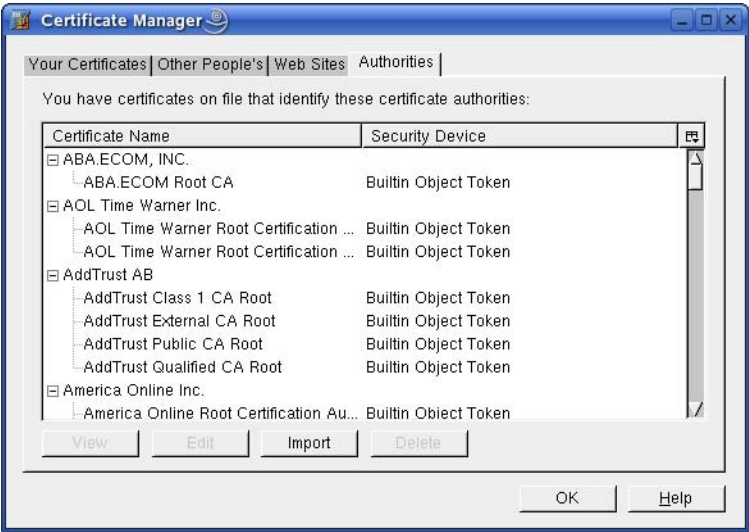 Certificate Manager
Your Certificates Other People's Web Sites Authorities
You have certificates on file that identify these certificate authorities:
Certificate Name Security Device
ABA.ECOM, INC.
ABA.ECOM Root CA Builtin Object Token
AOL Time Warner Inc.
AOL Time Warner Root Certification ... Builtin Object Token
AOL Time Warner Root Certification ... Builtin Object Token
AddTrust AB
AddTrust Class 1 CA Root Builtin Object Token
AddTrust External CA Root Builtin Object Token
AddTrust Public CA Root Builtin Object Token
AddTrust Qualified CA Root Builtin Object Token
America Online Inc.
America Online Root Certification Au... Builtin Object Token
View Edit Import Delete
OK Help